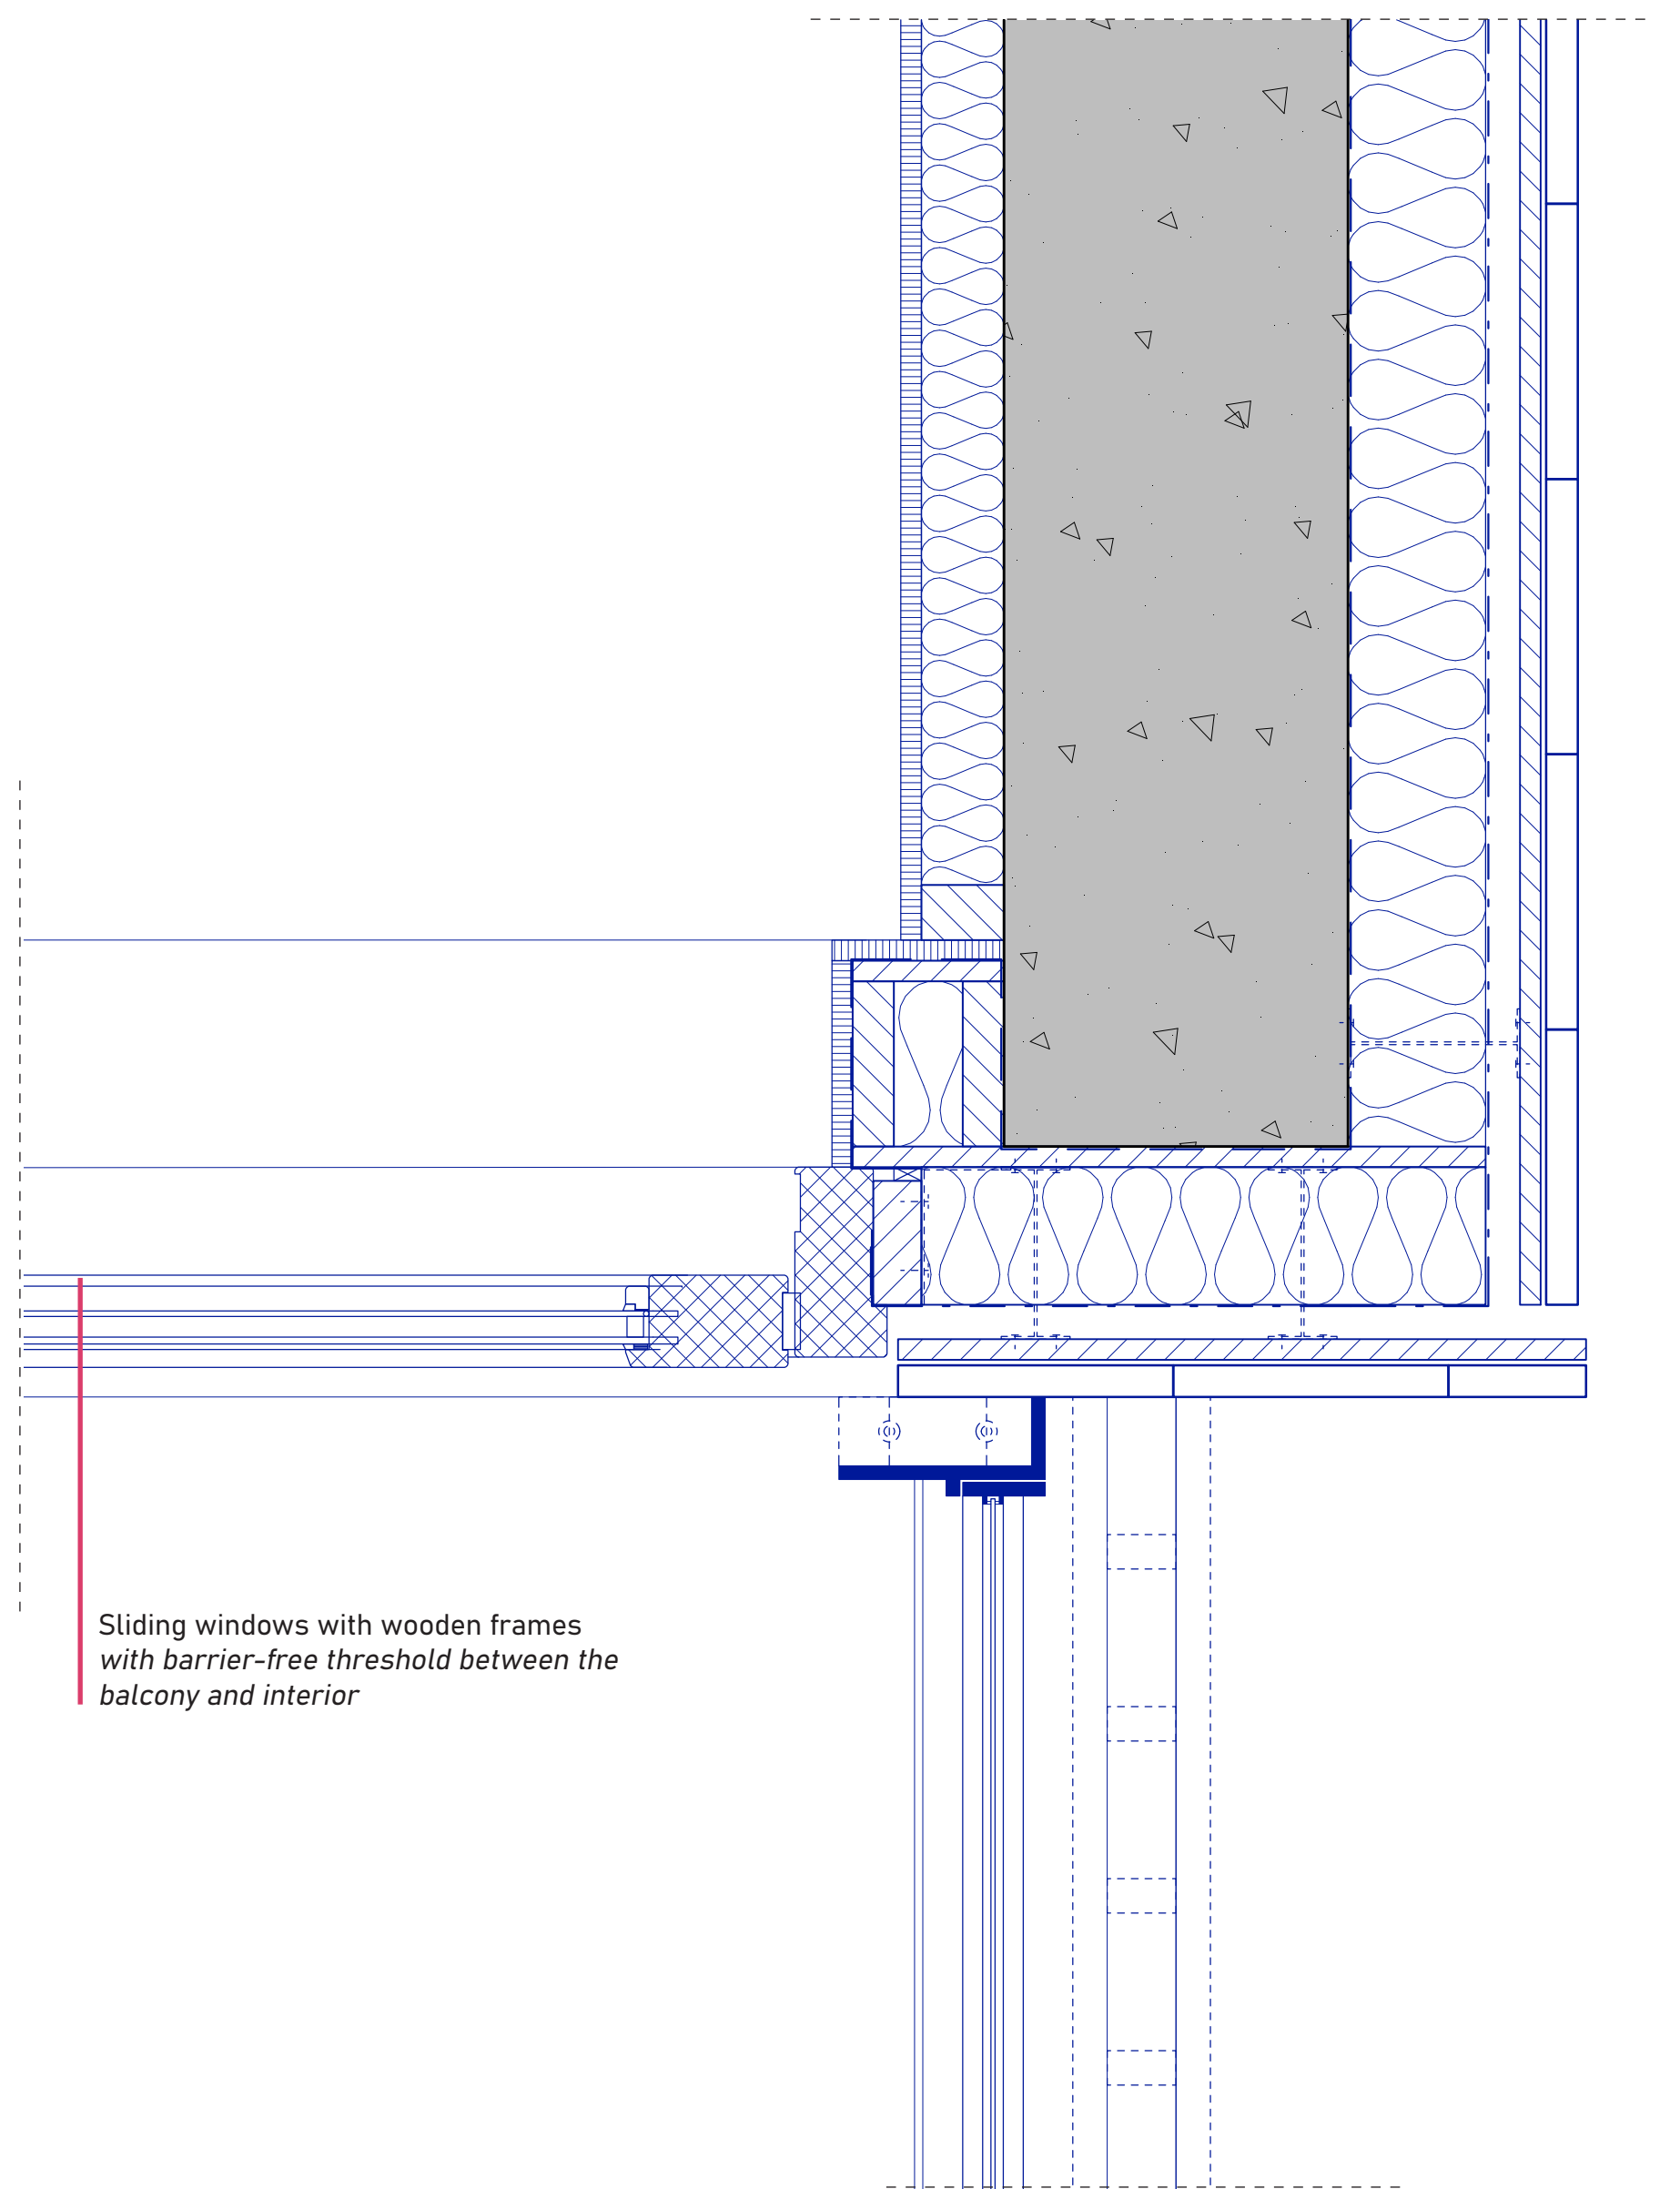 Sliding windows with wooden frames
with barrier-free threshold between the
balcony and interior